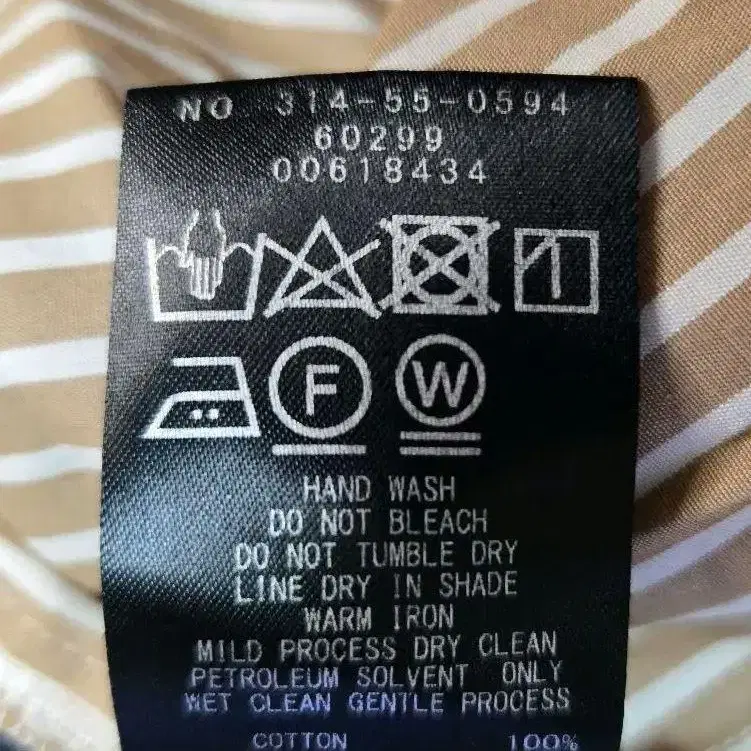 NO 314-55-0594
60299
00618434
F W
HAND WASH
DO NOT BLEACH
DO NOT TUMBLE DRY
LINE DRY IN SHADE
WARM IRON
MILD PROCESS DRY CLEAN
PETROLEUM SOLVENT ONLY
WET CLEAN GENTLE PROCESS
COTTON 100%